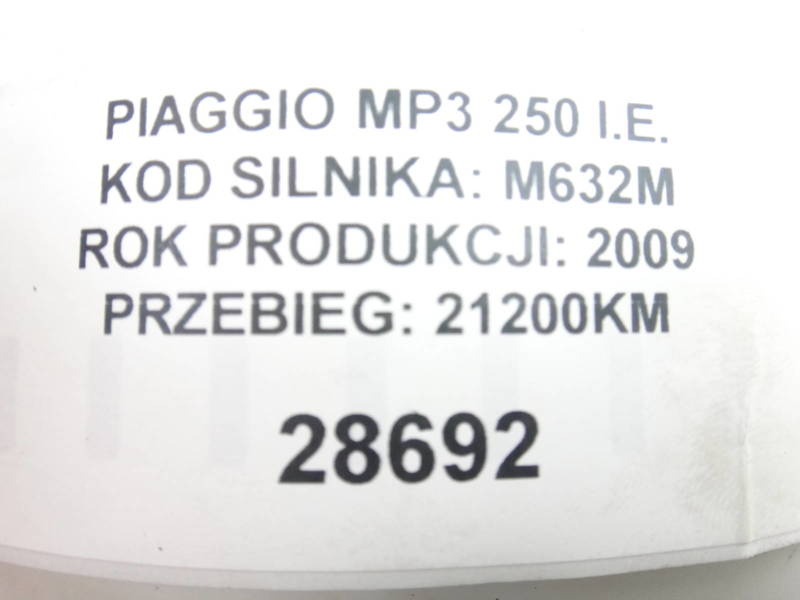 PIAGGIO MP3 250 I.E.
KOD SILNIKA: M632M
ROK PRODUKCJI: 2009
PRZEBIEG: 21200KM
28692